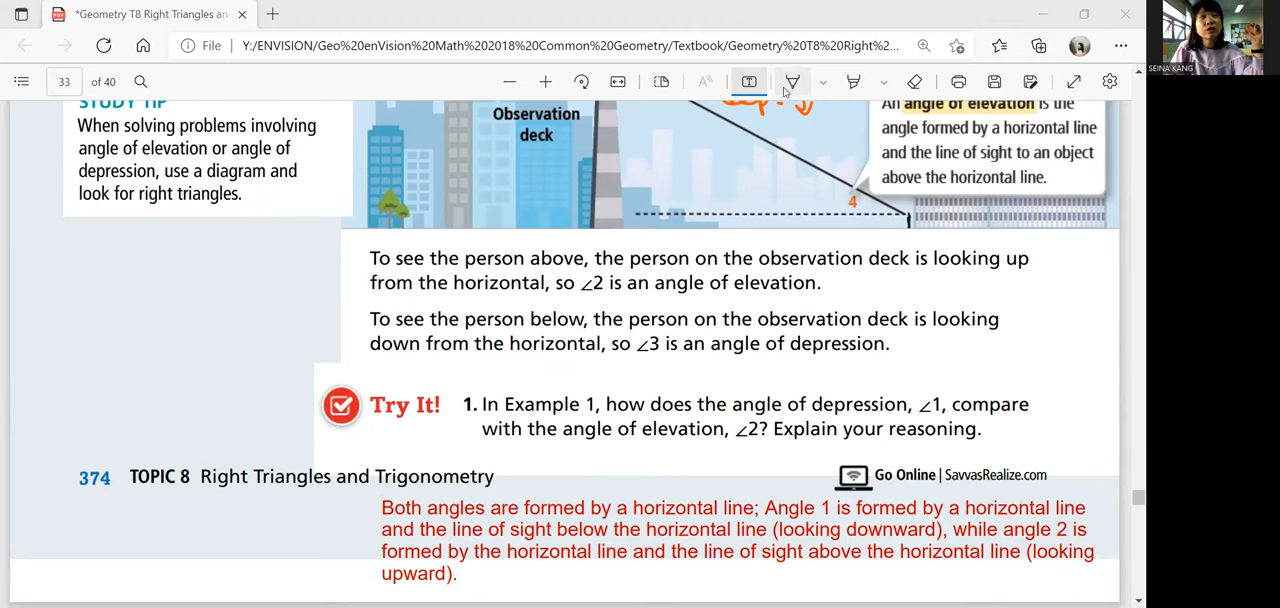 *Geometry T8 Right Triangles an
File
Y:/ENVISION/Geo%20enVision%20Math%202018%20Common%20Geometry/Textbook/Geometry%20T8%20Right%2...
SEINA KANG
33 of 40
STUDY TIP
When solving problems involving
angle of elevation or angle of
depression, use a diagram and
look for right triangles.
Observation
deck
An angle of elevation is the
angle formed by a horizontal line
and the line of sight to an object
above the horizontal line.
4
To see the person above, the person on the observation deck is looking up
from the horizontal, so ∠2 is an angle of elevation.
To see the person below, the person on the observation deck is looking
down from the horizontal, so ∠3 is an angle of depression.
Try It! 1. In Example 1, how does the angle of depression, ∠1, compare
with the angle of elevation, ∠2? Explain your reasoning.
374 TOPIC 8 Right Triangles and Trigonometry
Go Online | SavvasRealize.com
Both angles are formed by a horizontal line; Angle 1 is formed by a horizontal line
and the line of sight below the horizontal line (looking downward), while angle 2 is
formed by the horizontal line and the line of sight above the horizontal line (looking
upward).